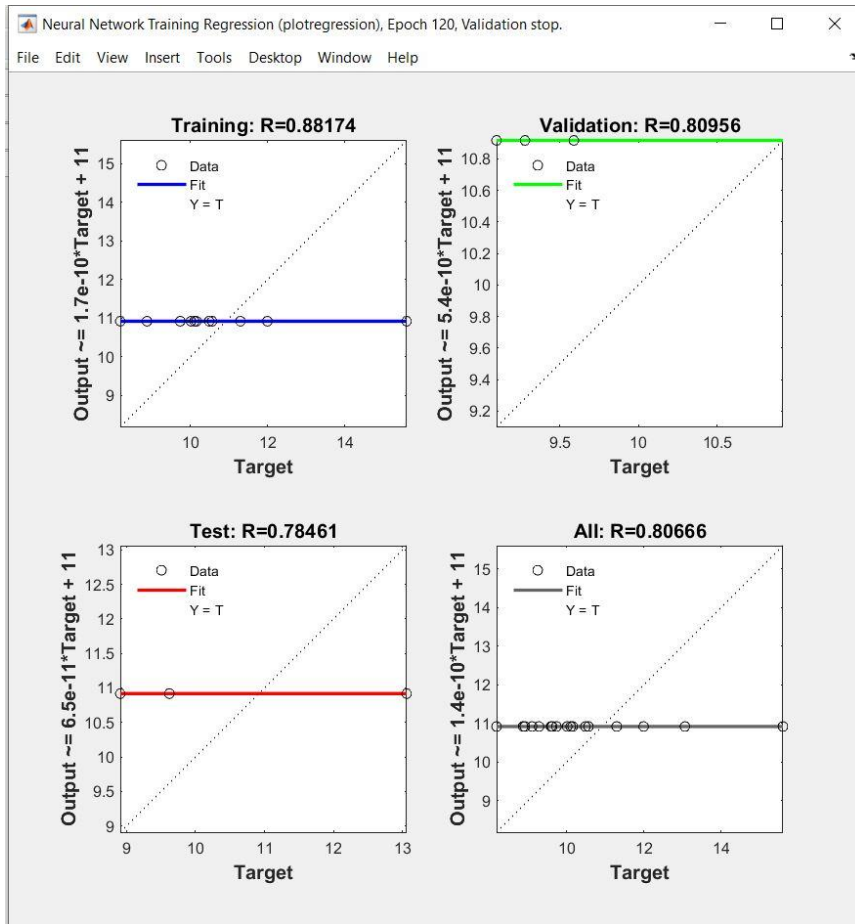 Neural Network Training Regression (plotregression), Epoch 120, Validation stop.
File Edit View Insert Tools Desktop Window Help
Training: R=0.88174
Output ~= 1.7e-10*Target + 11
15
14
13
12
11
10
9
Data
Fit
Y = T
10 12 14
Target
Validation: R=0.80956
Output ~= 5.4e-10*Target + 11
10.8
10.6
10.4
10.2
10
9.8
9.6
9.4
9.2
Data
Fit
Y = T
9.5 10 10.5
Target
Test: R=0.78461
Output ~= 6.5e-11*Target + 11
13
12.5
12
11.5
11
10.5
10
9.5
9
Data
Fit
Y = T
9 10 11 12 13
Target
All: R=0.80666
Output ~= 1.4e-10*Target + 11
15
14
13
12
11
10
9
Data
Fit
Y = T
10 12 14
Target